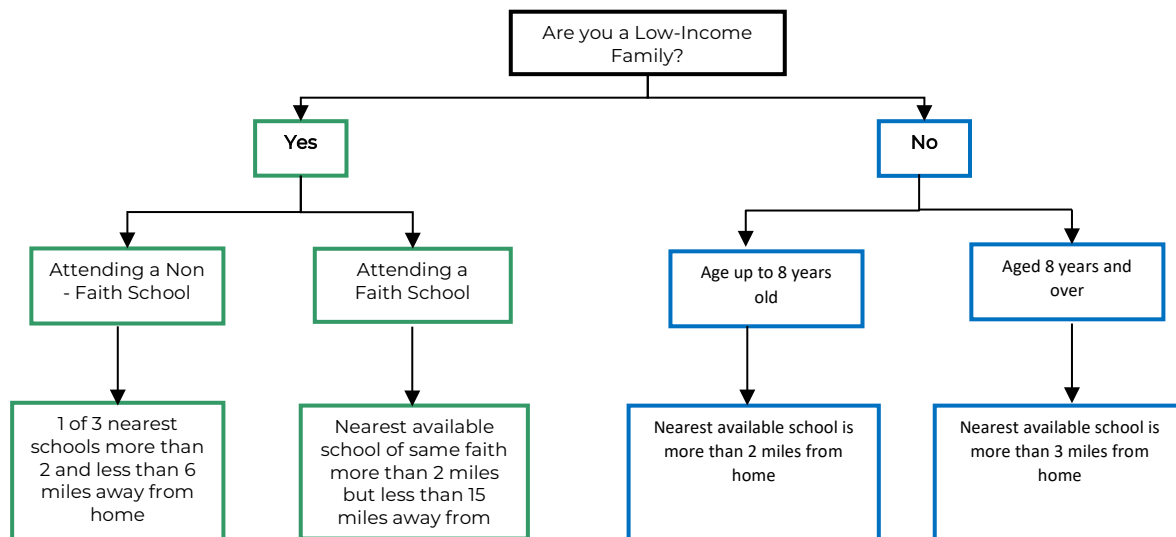 Are you a Low-Income
Family?
Yes
No
Attending a Non
- Faith School
Attending a
Faith School
Age up to 8 years
old
Aged 8 years and
over
1 of 3 nearest
schools more than
2 and less than 6
miles away from
home
Nearest available
school of same faith
more than 2 miles
but less than 15
miles away from
Nearest available school is
more than 2 miles from
home
Nearest available school is
more than 3 miles from
home